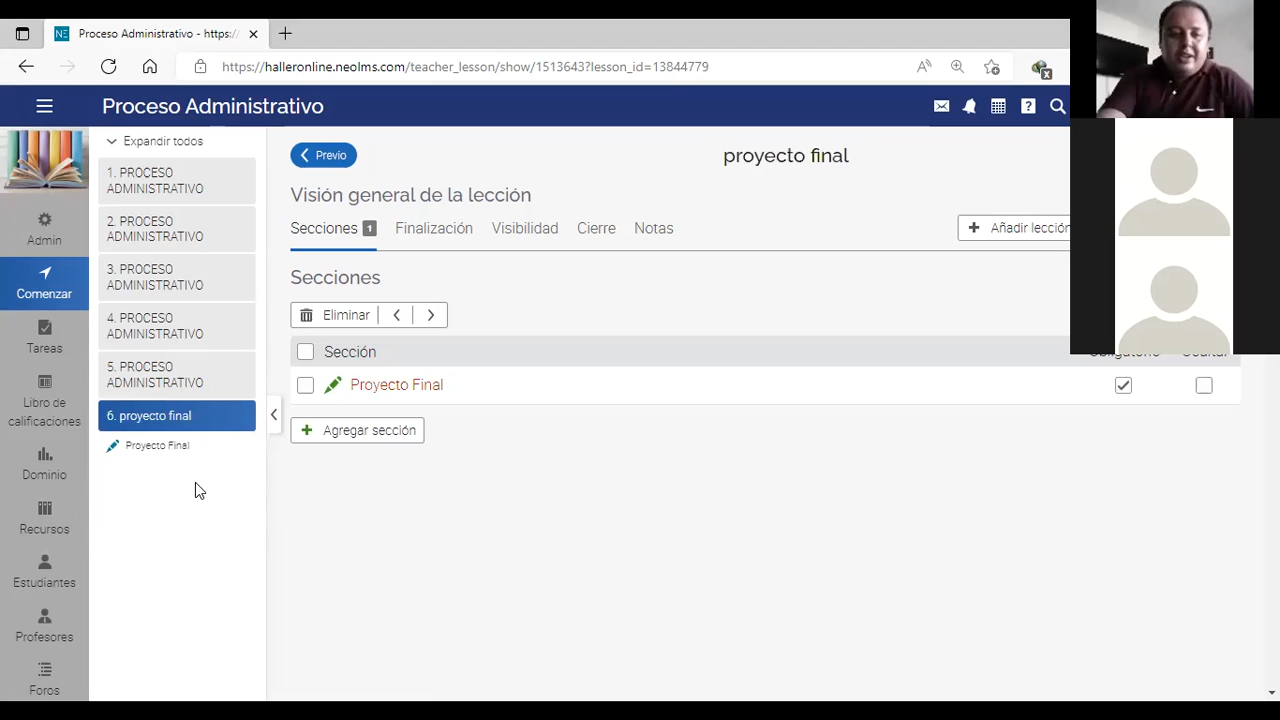 Proceso Administrativo - https:/
https://halleronline.neolms.com/teacher_lesson/show/1513643?lesson_id=13844779
Proceso Administrativo
Admin
Comenzar
Tareas
Libro de
calificaciones
Dominio
Recursos
Estudiantes
Profesores
Foros
Expandir todos
1. PROCESO
ADMINISTRATIVO
2. PROCESO
ADMINISTRATIVO
3. PROCESO
ADMINISTRATIVO
4. PROCESO
ADMINISTRATIVO
5. PROCESO
ADMINISTRATIVO
6. proyecto final
Proyecto Final
Previo
proyecto final
Visión general de la lección
Secciones 1 Finalización Visibilidad Cierre Notas
Añadir lección
Secciones
Eliminar
Sección
Proyecto Final
Agregar sección